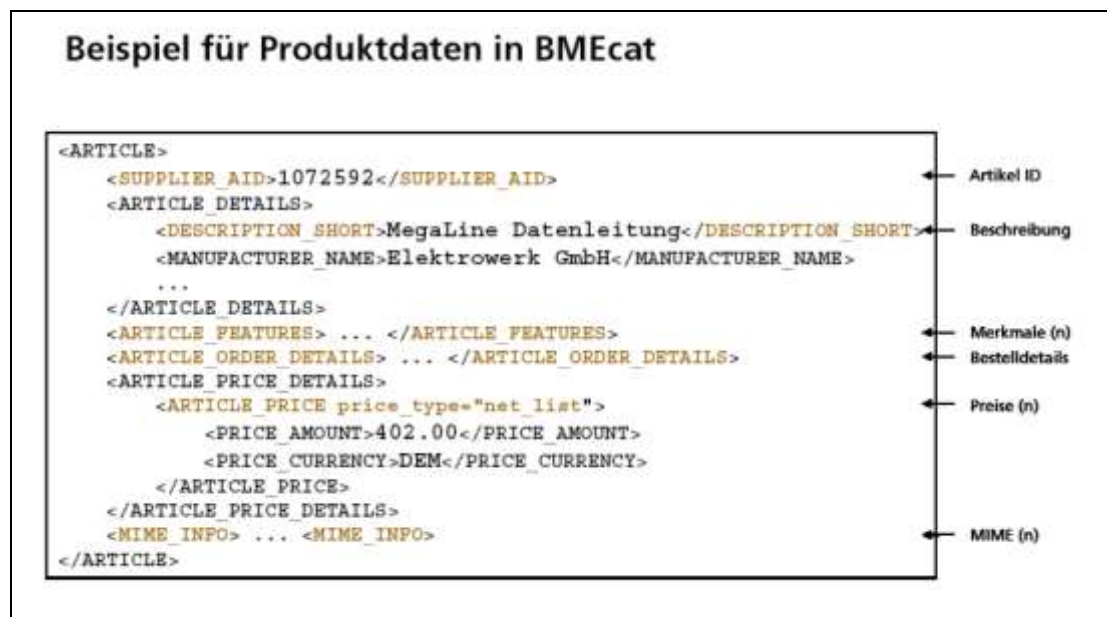 Beispiel für Produktdaten in BMEcat
<ARTICLE>
<SUPPLIER_AID>1072592</SUPPLIER_AID> Artikel ID
<ARTICLE_DETAILS>
<DESCRIPTION_SHORT>MegaLine Datenleitung</DESCRIPTION_SHORT> Beschreibung
<MANUFACTURER_NAME>Elektrowerk GmbH</MANUFACTURER_NAME>
...
</ARTICLE_DETAILS>
<ARTICLE_FEATURES> ... </ARTICLE_FEATURES> Merkmale (n)
<ARTICLE_ORDER_DETAILS> ... </ARTICLE_ORDER_DETAILS> Bestelldetails
<ARTICLE_PRICE_DETAILS>
<ARTICLE_PRICE price_type="net_list"> Preise (n)
<PRICE_AMOUNT>402.00</PRICE_AMOUNT>
<PRICE_CURRENCY>DEM</PRICE_CURRENCY>
</ARTICLE_PRICE>
</ARTICLE_PRICE_DETAILS>
<MIME_INFO> ... <MIME_INFO> MIME (n)
</ARTICLE>